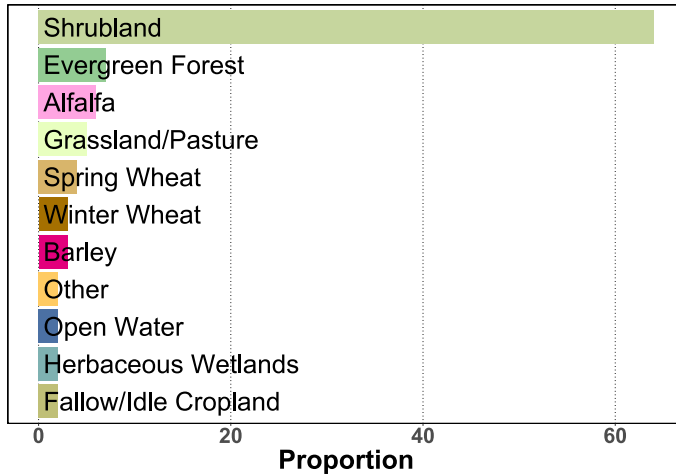 Shrubland
Evergreen Forest
Alfalfa
Grassland/Pasture
Spring Wheat
Winter Wheat
Barley
Other
Open Water
Herbaceous Wetlands
Fallow/Idle Cropland
0 20 40 60
Proportion